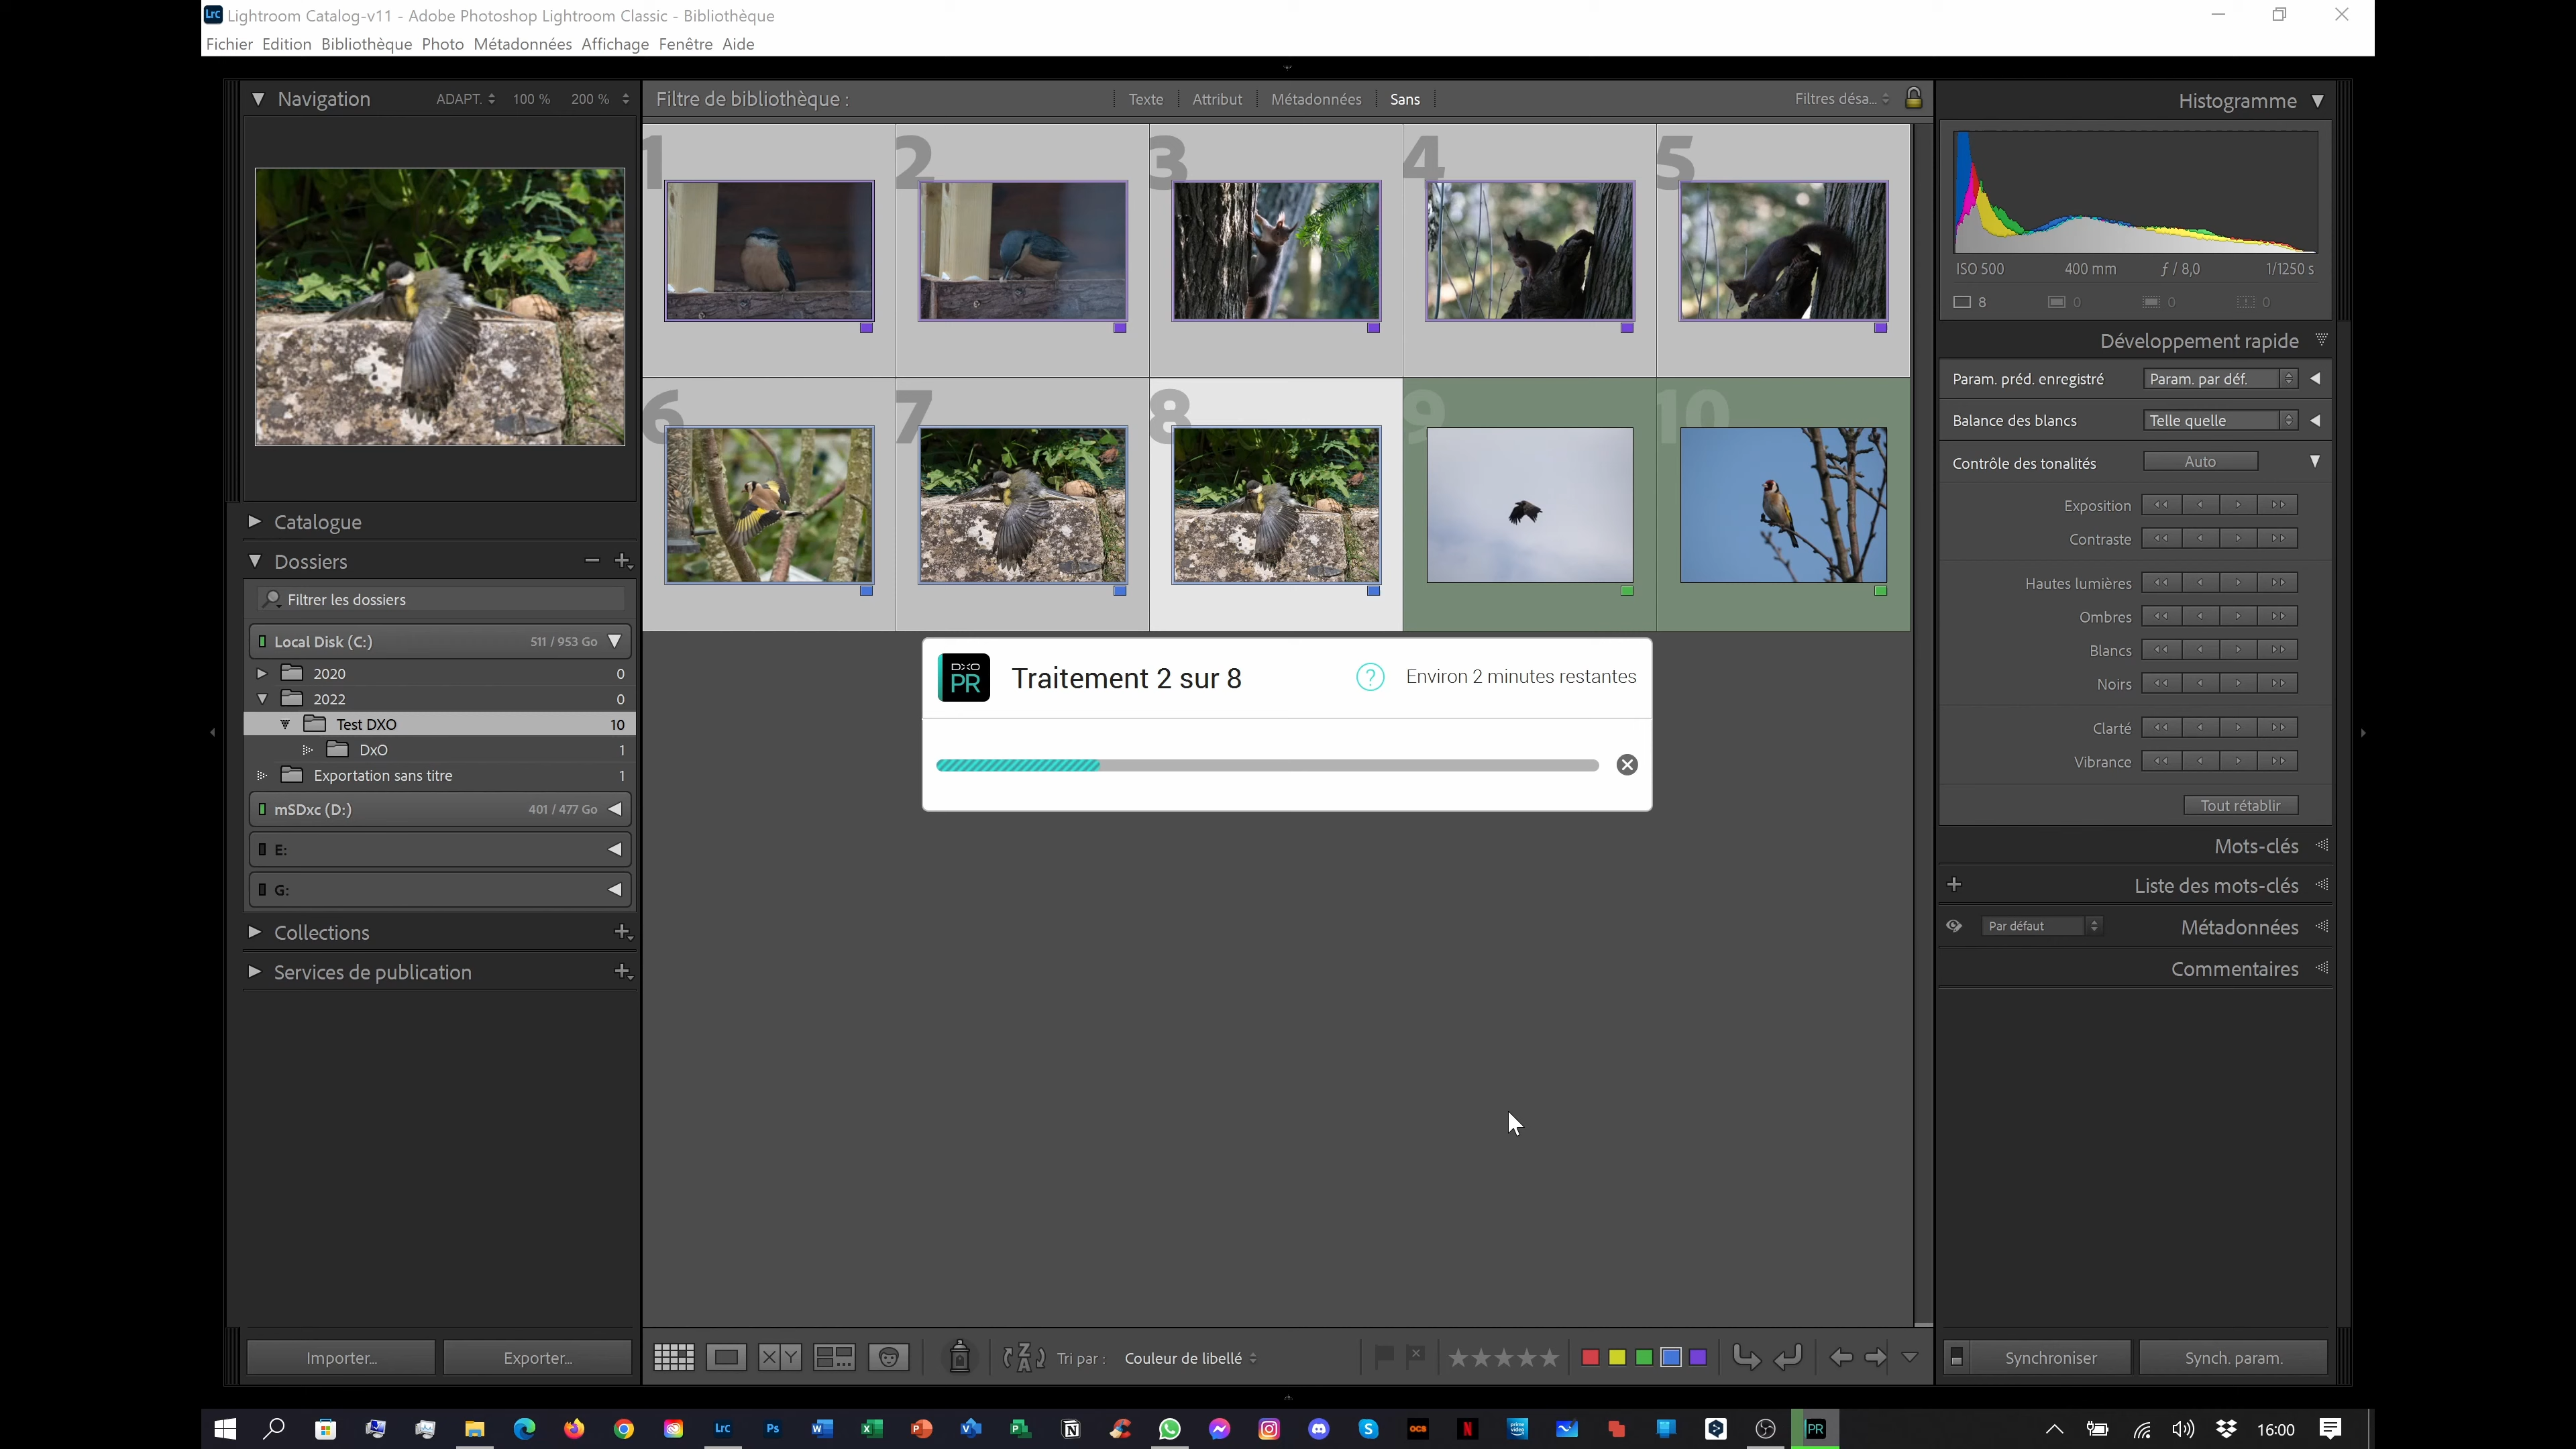 Lrc Lightroom Catalog-v11 - Adobe Photoshop Lightroom Classic - Bibliothèque
Fichier Edition Bibliothèque Photo Métadonnées Affichage Fenêtre Aide
Navigation ADAPT. 100 % 200 %
Filtre de bibliothèque : Texte Attribut Métadonnées Sans Filtres désa...
Histogramme
1 2 3 4 5
ISO 500 400 mm ƒ / 8,0 1/1250 s
8 0 0 0
Développement rapide
Param. préd. enregistré Param. par déf.
6 7 8 9 10
Balance des blancs Telle quelle
Contrôle des tonalités Auto
Exposition
Contraste
Hautes lumières
Ombres
Blancs
Noirs
Clarté
Vibrance
Tout rétablir
Mots-clés
Liste des mots-clés
Par défaut Métadonnées
Commentaires
Catalogue
Dossiers
Filtrer les dossiers
Local Disk (C:) 511 / 953 Go
2020 0
2022 0
Test DXO 10
DxO 1
Exportation sans titre 1
mSDxc (D:) 401 / 477 Go
E:
G:
Collections
Services de publication
DXO
PR
Traitement 2 sur 8 ? Environ 2 minutes restantes
Importer... Exporter...
X Y
Z
A
Tri par : Couleur de libellé
Synchroniser Synch. param.
LrC Ps W X P V P N OCS N prime video S PR
16:00